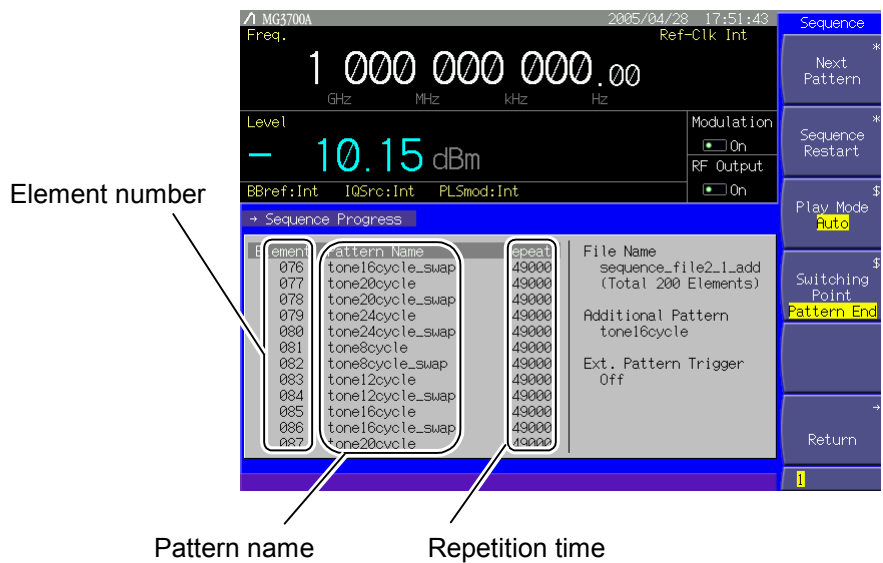 MG3700A 2005/04/28 17:51:43
Freq. Ref-Clk Int
1 000 000 000.00
GHz MHz kHz Hz
Level
- 10.15 dBm
Modulation
On
RF Output
On
BBref:Int IQSrc:Int PLSmod:Int
→ Sequence Progress
Element Pattern Name Repeat
076 tone16cycle_swap 49000
077 tone20cycle 49000
078 tone20cycle_swap 49000
079 tone24cycle 49000
080 tone24cycle_swap 49000
081 tone8cycle 49000
082 tone8cycle_swap 49000
083 tone12cycle 49000
084 tone12cycle_swap 49000
085 tone16cycle 49000
086 tone16cycle_swap 49000
087 tone20cycle 49000
File Name
sequence_file2_1_add
(Total 200 Elements)
Additional Pattern
tone16cycle
Ext. Pattern Trigger
Off
Sequence
*
Next
Pattern
*
Sequence
Restart
$
Play Mode
Auto
$
Switching
Point
Pattern End
→
Return
1
Element number
Pattern name
Repetition time